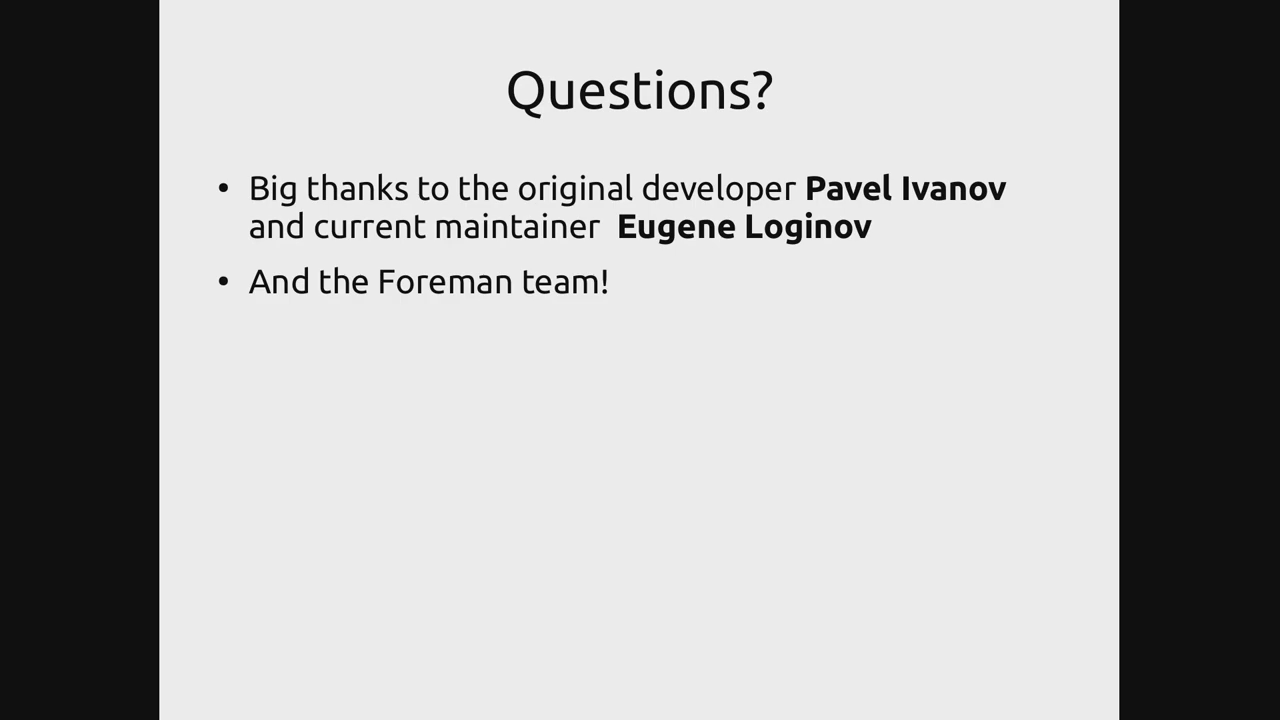 Questions?
• Big thanks to the original developer Pavel Ivanov
and current maintainer Eugene Loginov
• And the Foreman team!